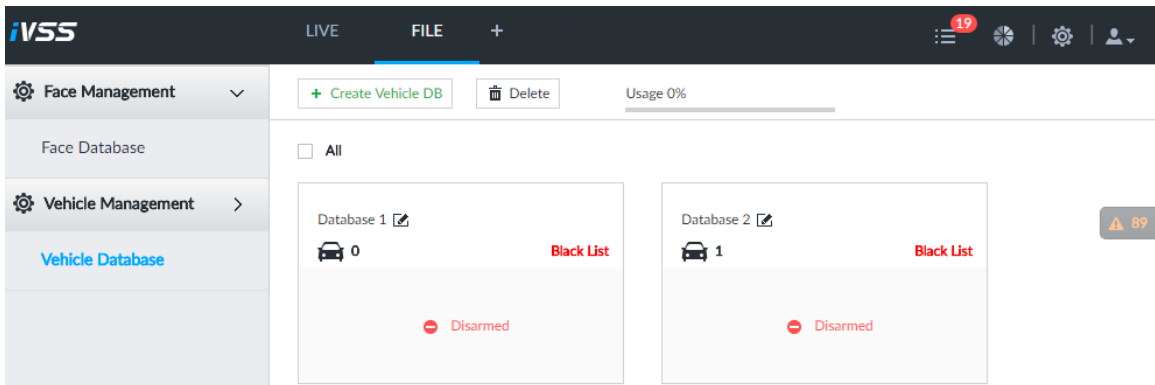 iVSS LIVE FILE + 19
Face Management
+ Create Vehicle DB Delete Usage 0%
Face Database
All
Vehicle Management
Database 1 Database 2
89
0 Black List 1 Black List
Vehicle Database
Disarmed Disarmed